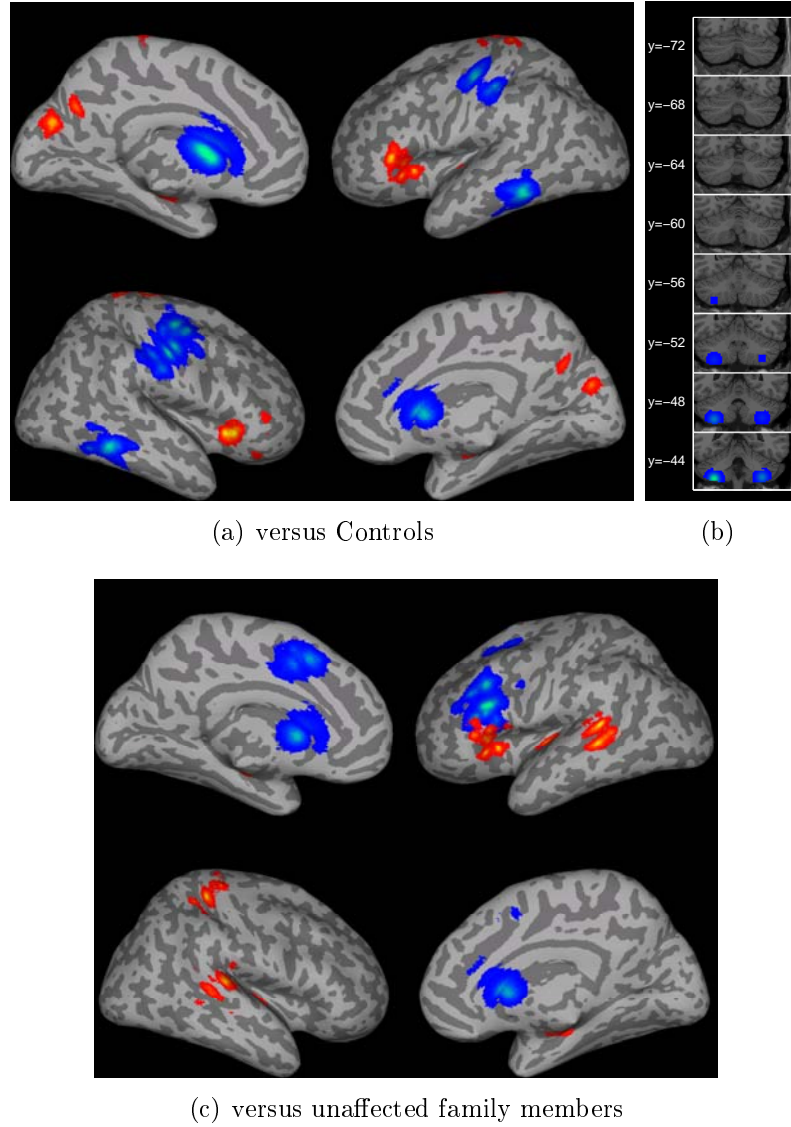 y=−72
y=−68
y=−64
y=−60
y=−56
y=−52
y=−48
y=−44
(a) versus Controls
(b)
(c) versus unaffected family members